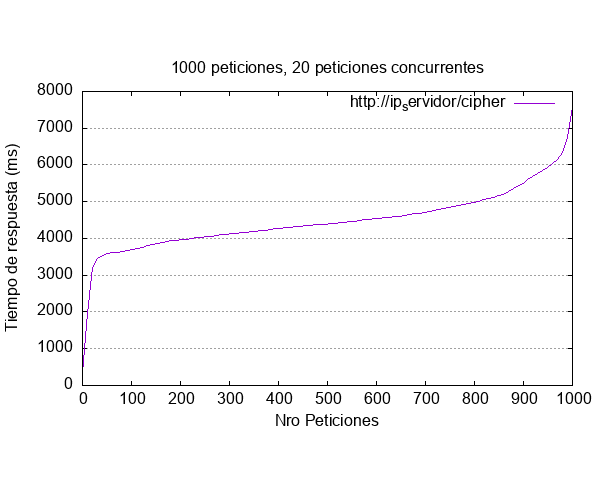 1000 peticiones, 20 peticiones concurrentes
http://ipservidor/cipher
Tiempo de respuesta (ms)
8000
7000
6000
5000
4000
3000
2000
1000
0
0 100 200 300 400 500 600 700 800 900 1000
Nro Peticiones